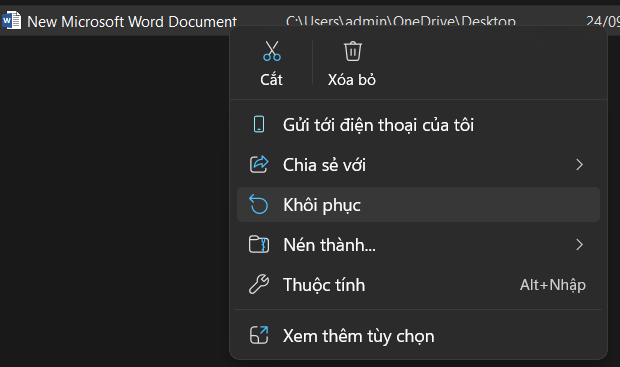 New Microsoft Word Document C:\Users\admin\OneDrive\Desktop 24/09
Cắt Xóa bỏ
Gửi tới điện thoại của tôi
Chia sẻ với
Khôi phục
Nén thành...
Thuộc tính Alt+Nhập
Xem thêm tùy chọn